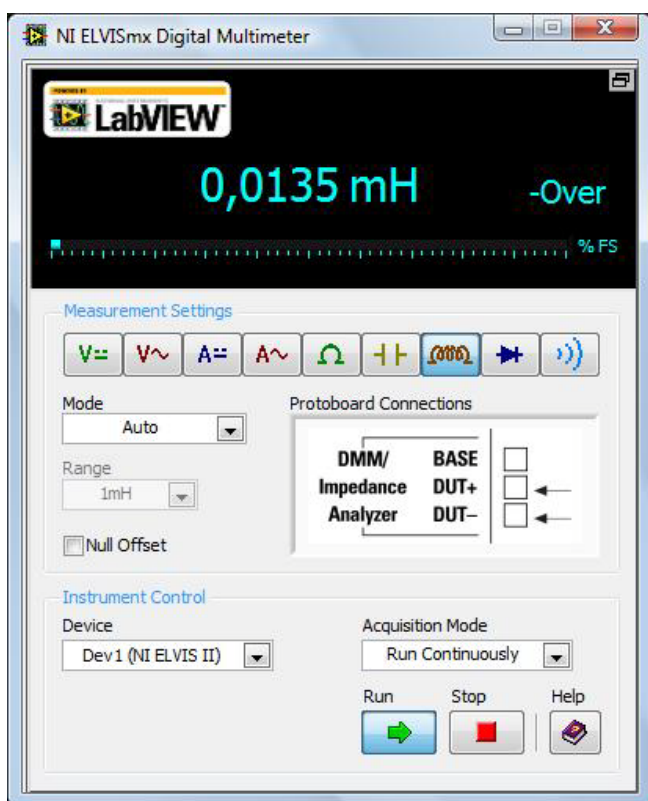 NI ELVISmx Digital Multimeter
POWERED BY
LabVIEW
0,0135 mH -Over
% FS
Measurement Settings
V V A A Ω
Mode
Auto
Protoboard Connections
Range
1mH
DMM/ BASE
Impedance DUT+
Analyzer DUT–
Null Offset
Instrument Control
Device
Dev1 (NI ELVIS II)
Acquisition Mode
Run Continuously
Run Stop Help